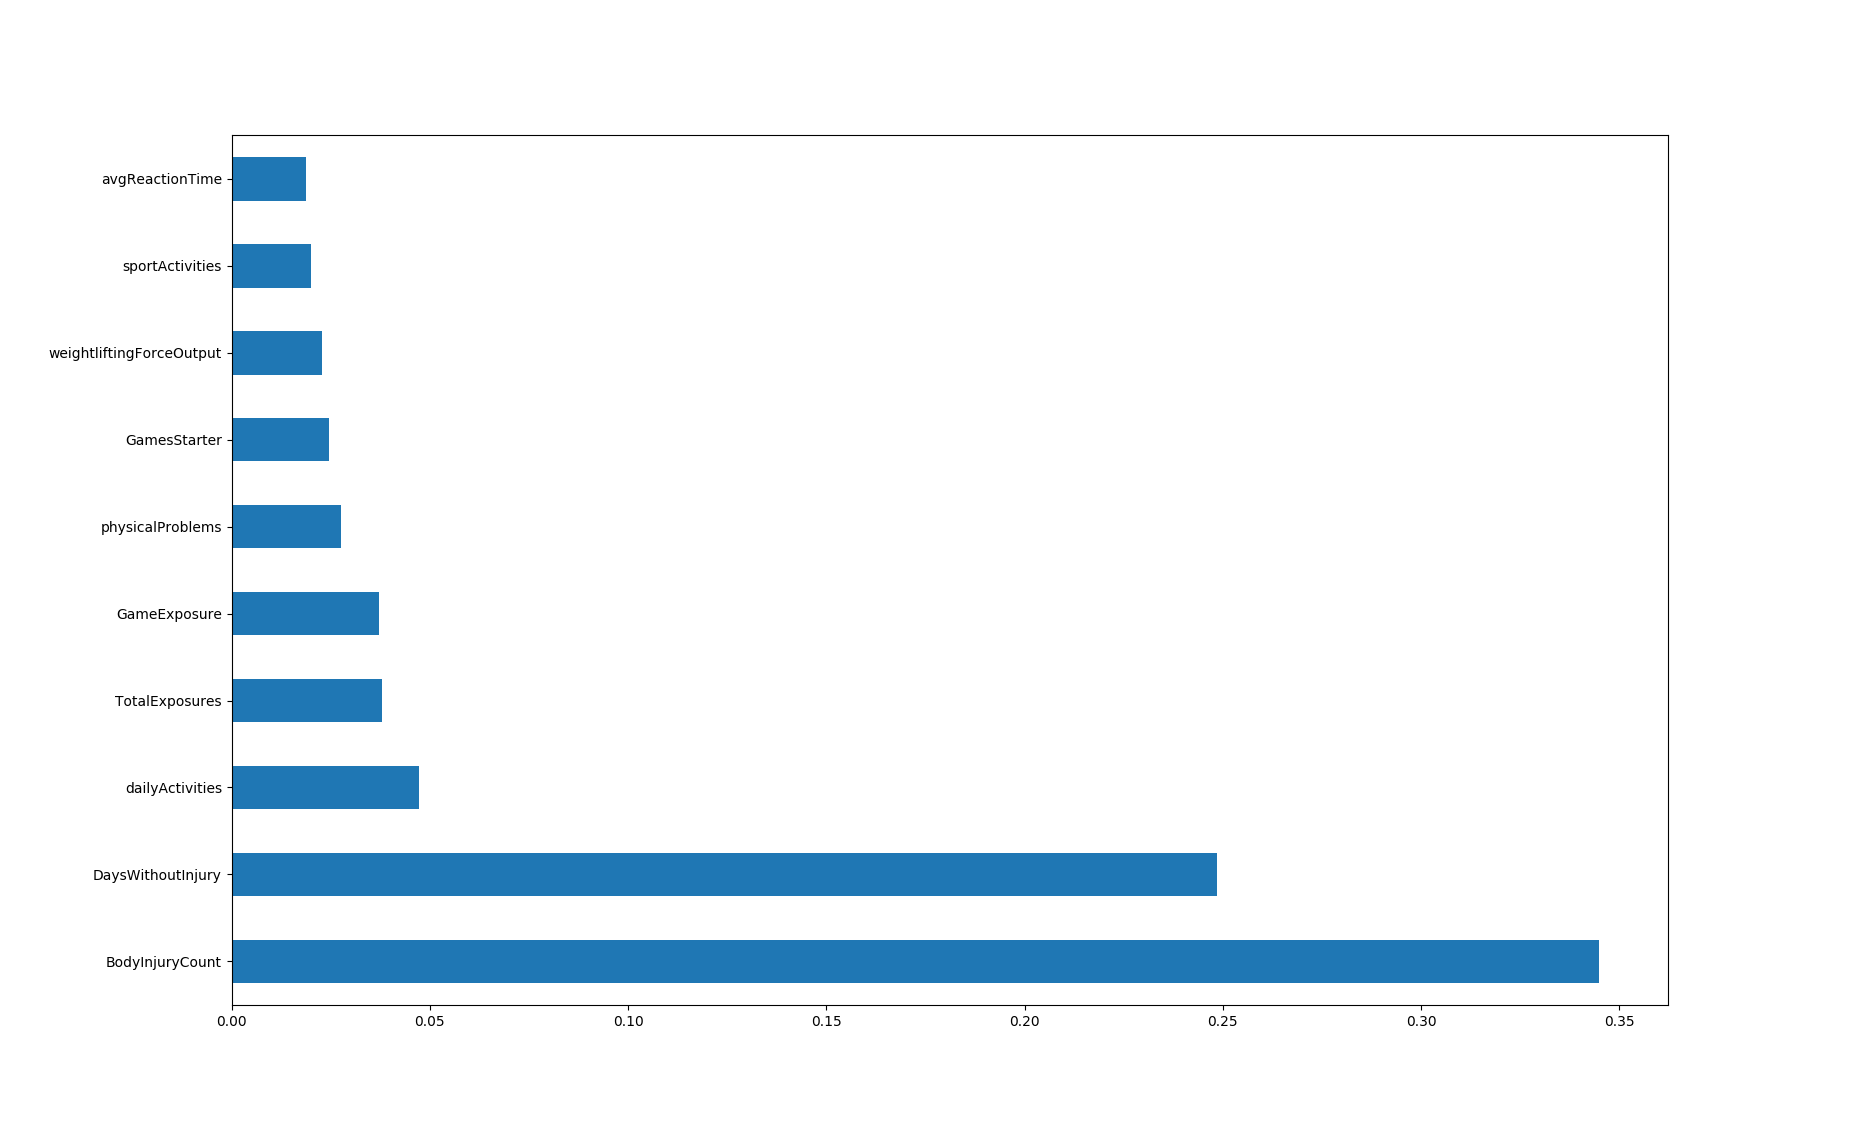 avgReactionTime
sportActivities
weightliftingForceOutput
GamesStarter
physicalProblems
GameExposure
TotalExposures
dailyActivities
DaysWithoutInjury
BodyInjuryCount
0.00 0.05 0.10 0.15 0.20 0.25 0.30 0.35